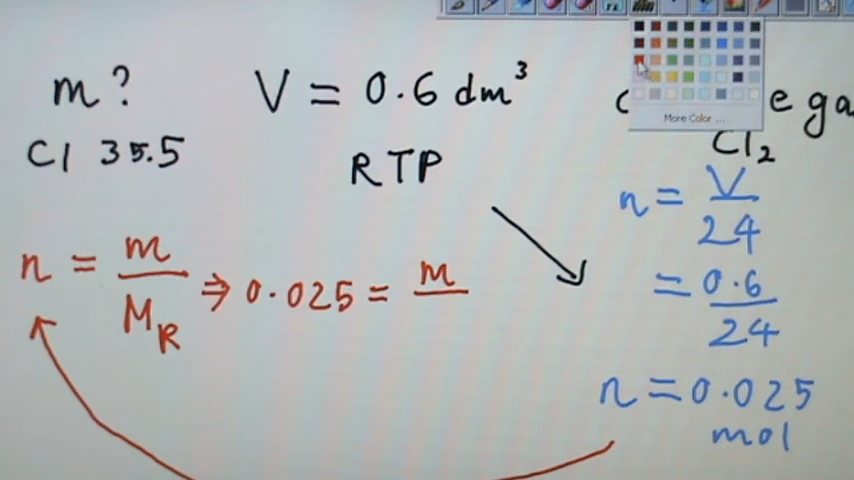 m? V = 0.6 dm³
Cl 35.5 RTP
More Color ...
Cl₂
n = V/24
n = m/MR ⇒ 0.025 = m
= 0.6/24
n = 0.025
mol